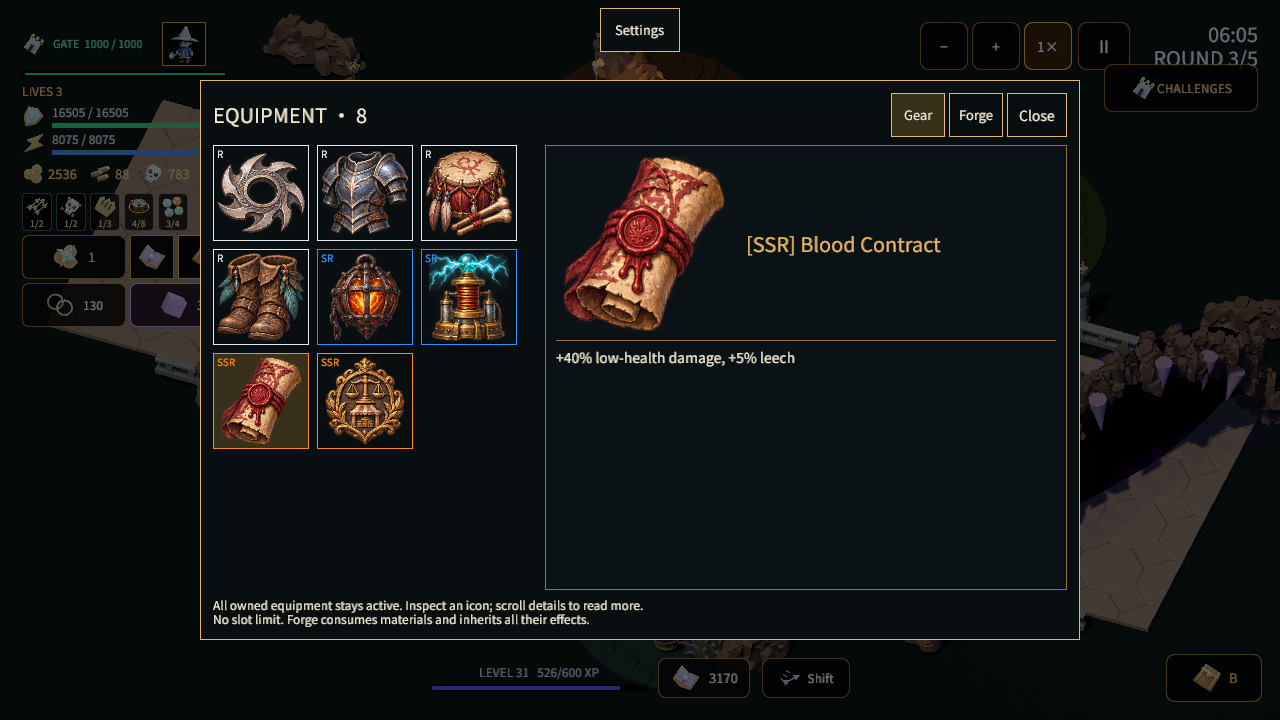 Settings
GATE 1000 / 1000
− + 1×
06:05
ROUND 3/5
CHALLENGES
LIVES 3
16505 / 16505
8075 / 8075
2536 88 783
1/2 1/2 1/3 4/8 3/4
1
130
EQUIPMENT • 8
Gear Forge Close
R R R
R SR SR
SSR SSR
[SSR] Blood Contract
+40% low-health damage, +5% leech
All owned equipment stays active. Inspect an icon; scroll details to read more.
No slot limit. Forge consumes materials and inherits all their effects.
LEVEL 31 526/600 XP
3170
Shift
B